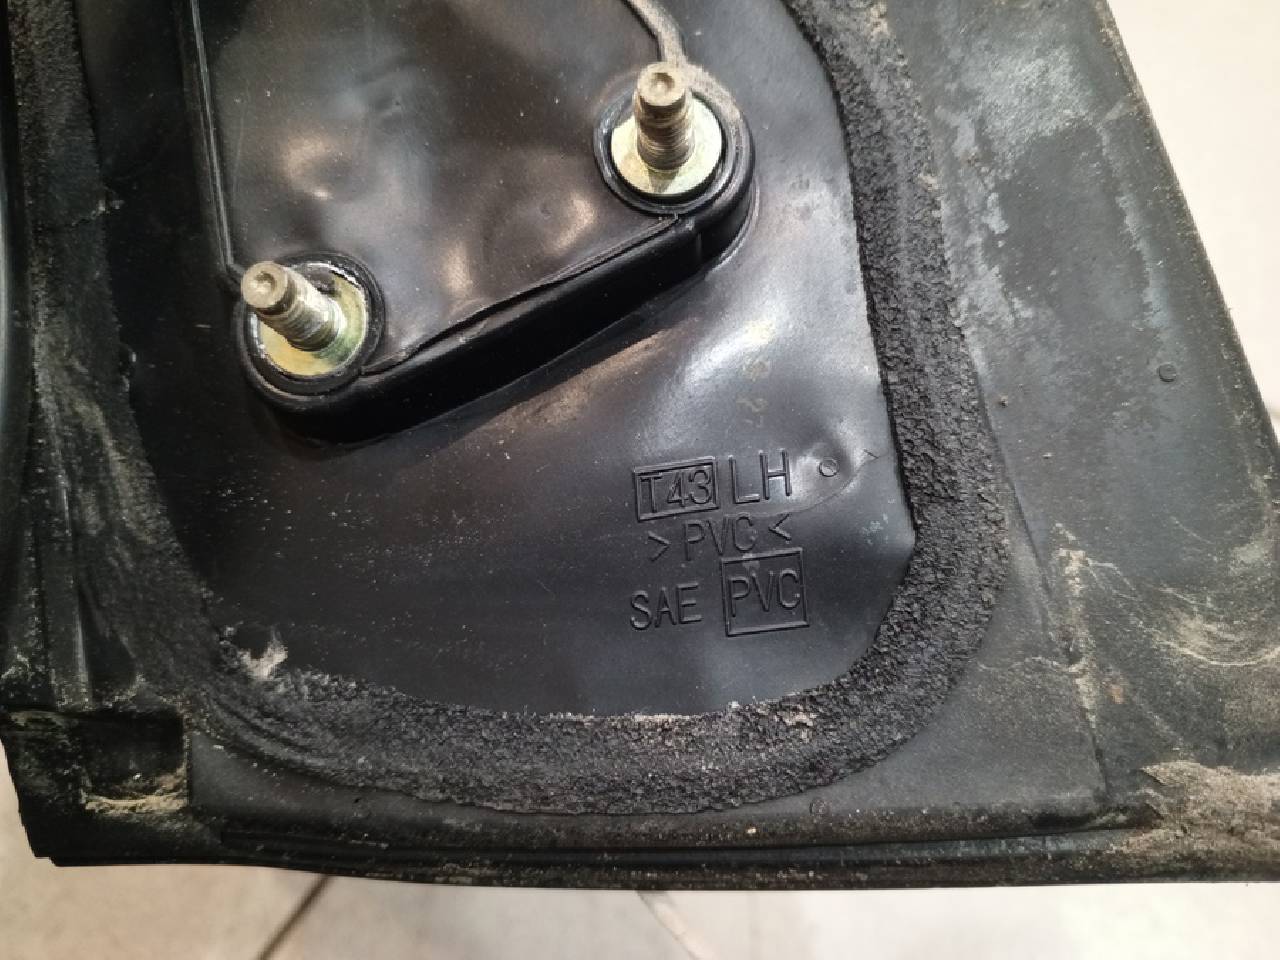 T43 LH
>PVC<
SAE PVC